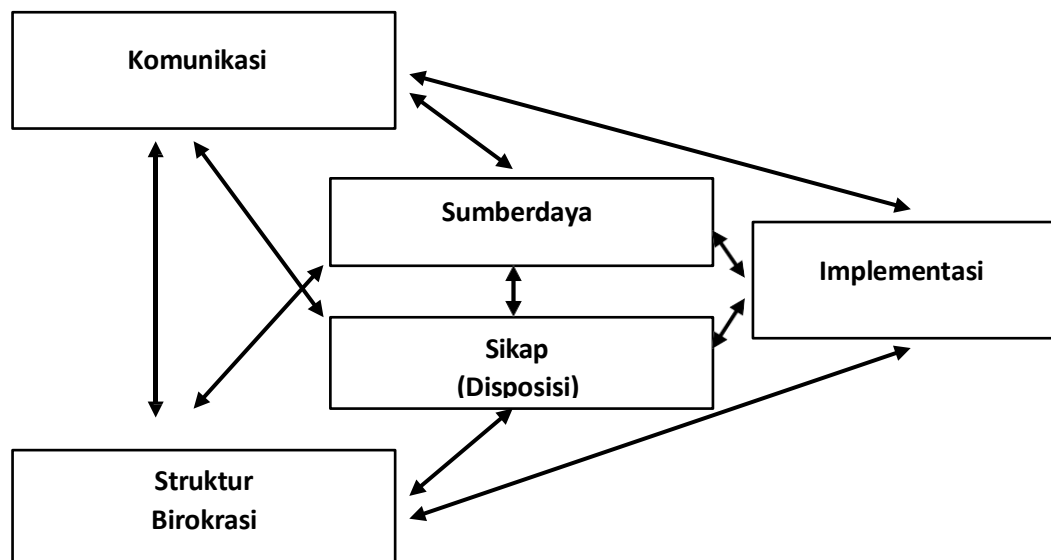 Komunikasi
Sumberdaya
Implementasi
Sikap
(Disposisi)
Struktur
Birokrasi